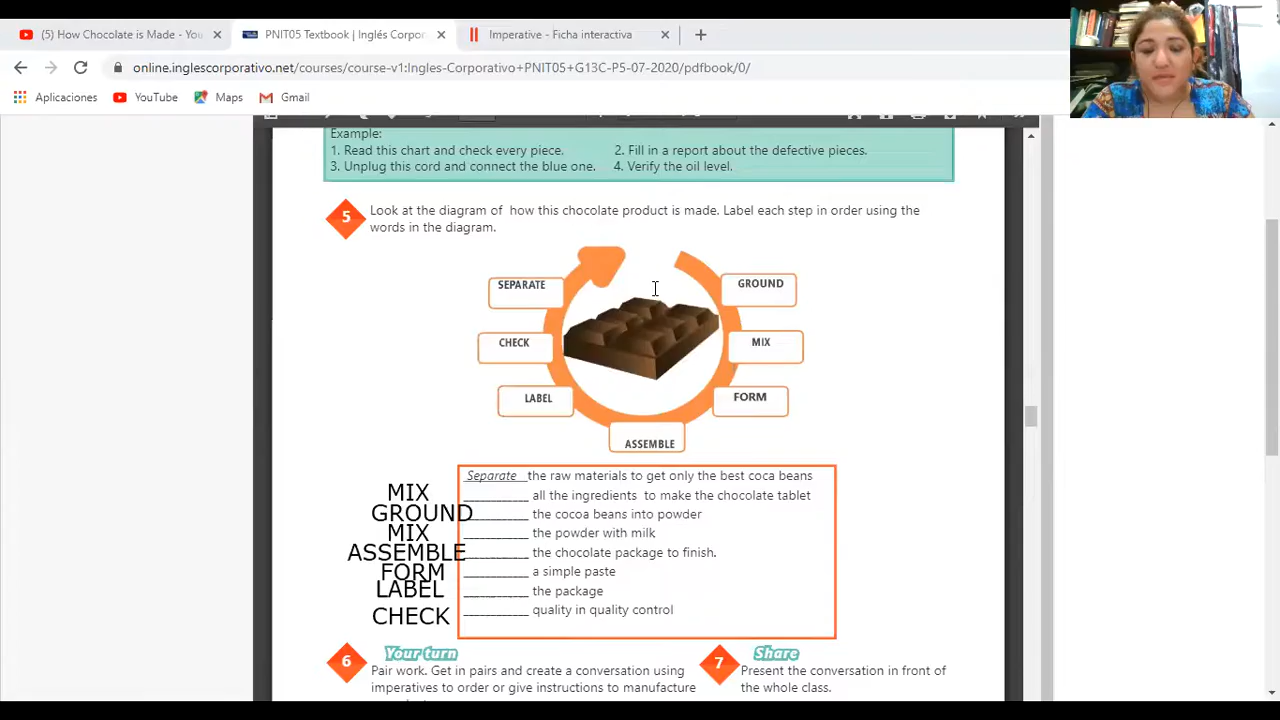 (5) How Chocolate is Made - You
PNIT05 Textbook | Inglés Corpo
Imperative - Ficha interactiva
online.inglescorporativo.net/courses/course-v1:Ingles-Corporativo+PNIT05+G13C-P5-07-2020/pdfbook/0/
Aplicaciones YouTube Maps Gmail
Example:
1. Read this chart and check every piece. 2. Fill in a report about the defective pieces.
3. Unplug this cord and connect the blue one. 4. Verify the oil level.
5 Look at the diagram of how this chocolate product is made. Label each step in order using the
words in the diagram.
SEPARATE GROUND
CHECK MIX
LABEL FORM
ASSEMBLE
Separate the raw materials to get only the best coca beans
MIX ___________ all the ingredients to make the chocolate tablet
GROUND ___________ the cocoa beans into powder
MIX ___________ the powder with milk
ASSEMBLE ___________ the chocolate package to finish.
FORM ___________ a simple paste
LABEL ___________ the package
CHECK ___________ quality in quality control
6 Your turn
Pair work. Get in pairs and create a conversation using
imperatives to order or give instructions to manufacture
7 Share
Present the conversation in front of
the whole class.